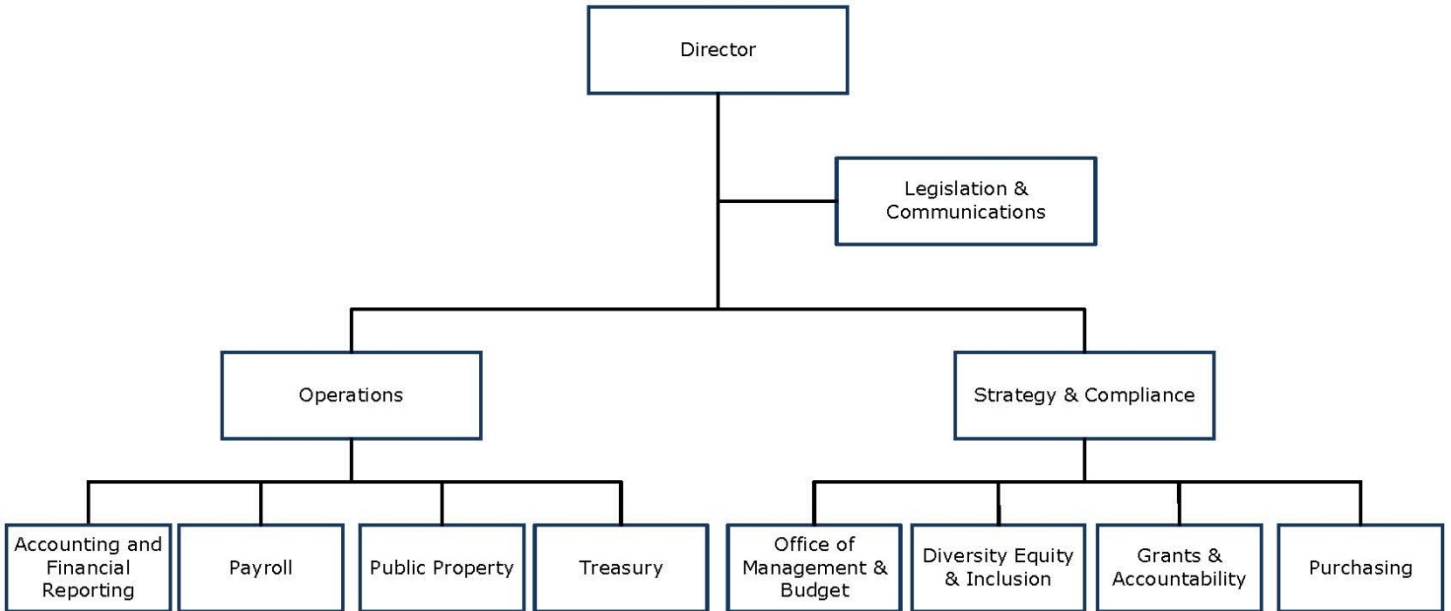 Director
Legislation &
Communications
Operations
Strategy & Compliance
Accounting and
Financial
Reporting
Payroll
Public Property
Treasury
Office of
Management &
Budget
Diversity Equity
& Inclusion
Grants &
Accountability
Purchasing